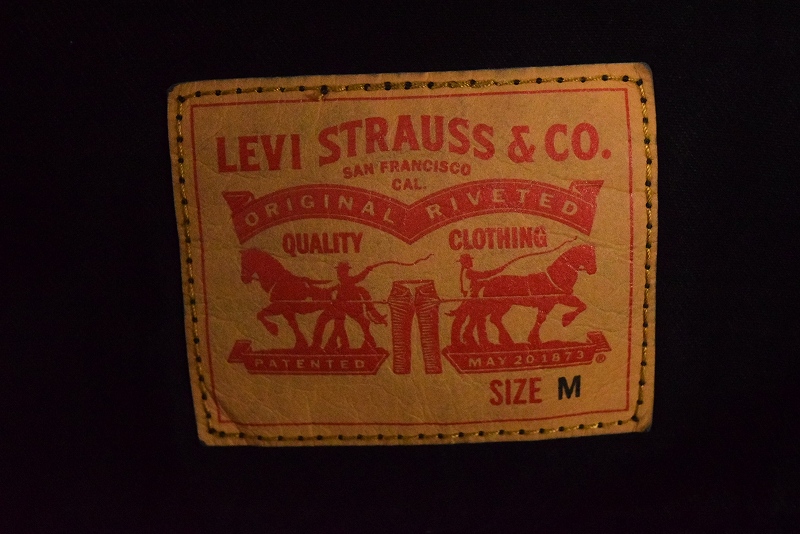 LEVI STRAUSS & CO.
SAN FRANCISCO
CAL.
ORIGINAL RIVETED
QUALITY CLOTHING
PATENTED MAY 20 1873 ®
SIZE M